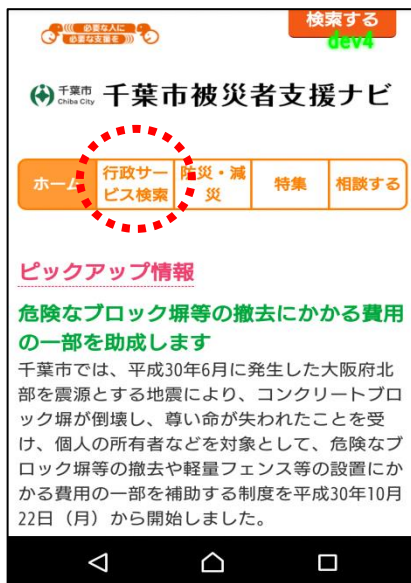 必要な人に
必要な支援を
検索する
dev4
千葉市
Chiba City
千葉市被災者支援ナビ
ホーム
行政サー
ビス検索
防災・減
災
特集
相談する
ピックアップ情報
危険なブロック塀等の撤去にかかる費用
の一部を助成します
千葉市では、平成30年6月に発生した大阪府北
部を震源とする地震により、コンクリートブロ
ック塀が倒壊し、尊い命が失われたことを受
け、個人の所有者などを対象として、危険なブ
ロック塀等の撤去や軽量フェンス等の設置にか
かる費用の一部を補助する制度を平成30年10月
22日（月）から開始しました。